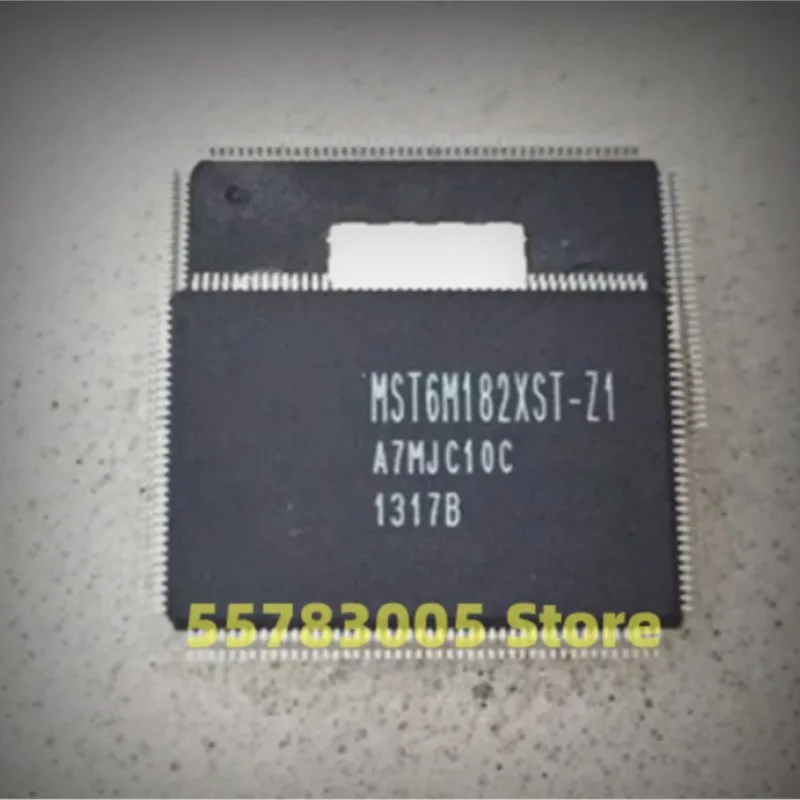 MST6M182XST-Z1
A7MJC10C
1317B
55783005 Store